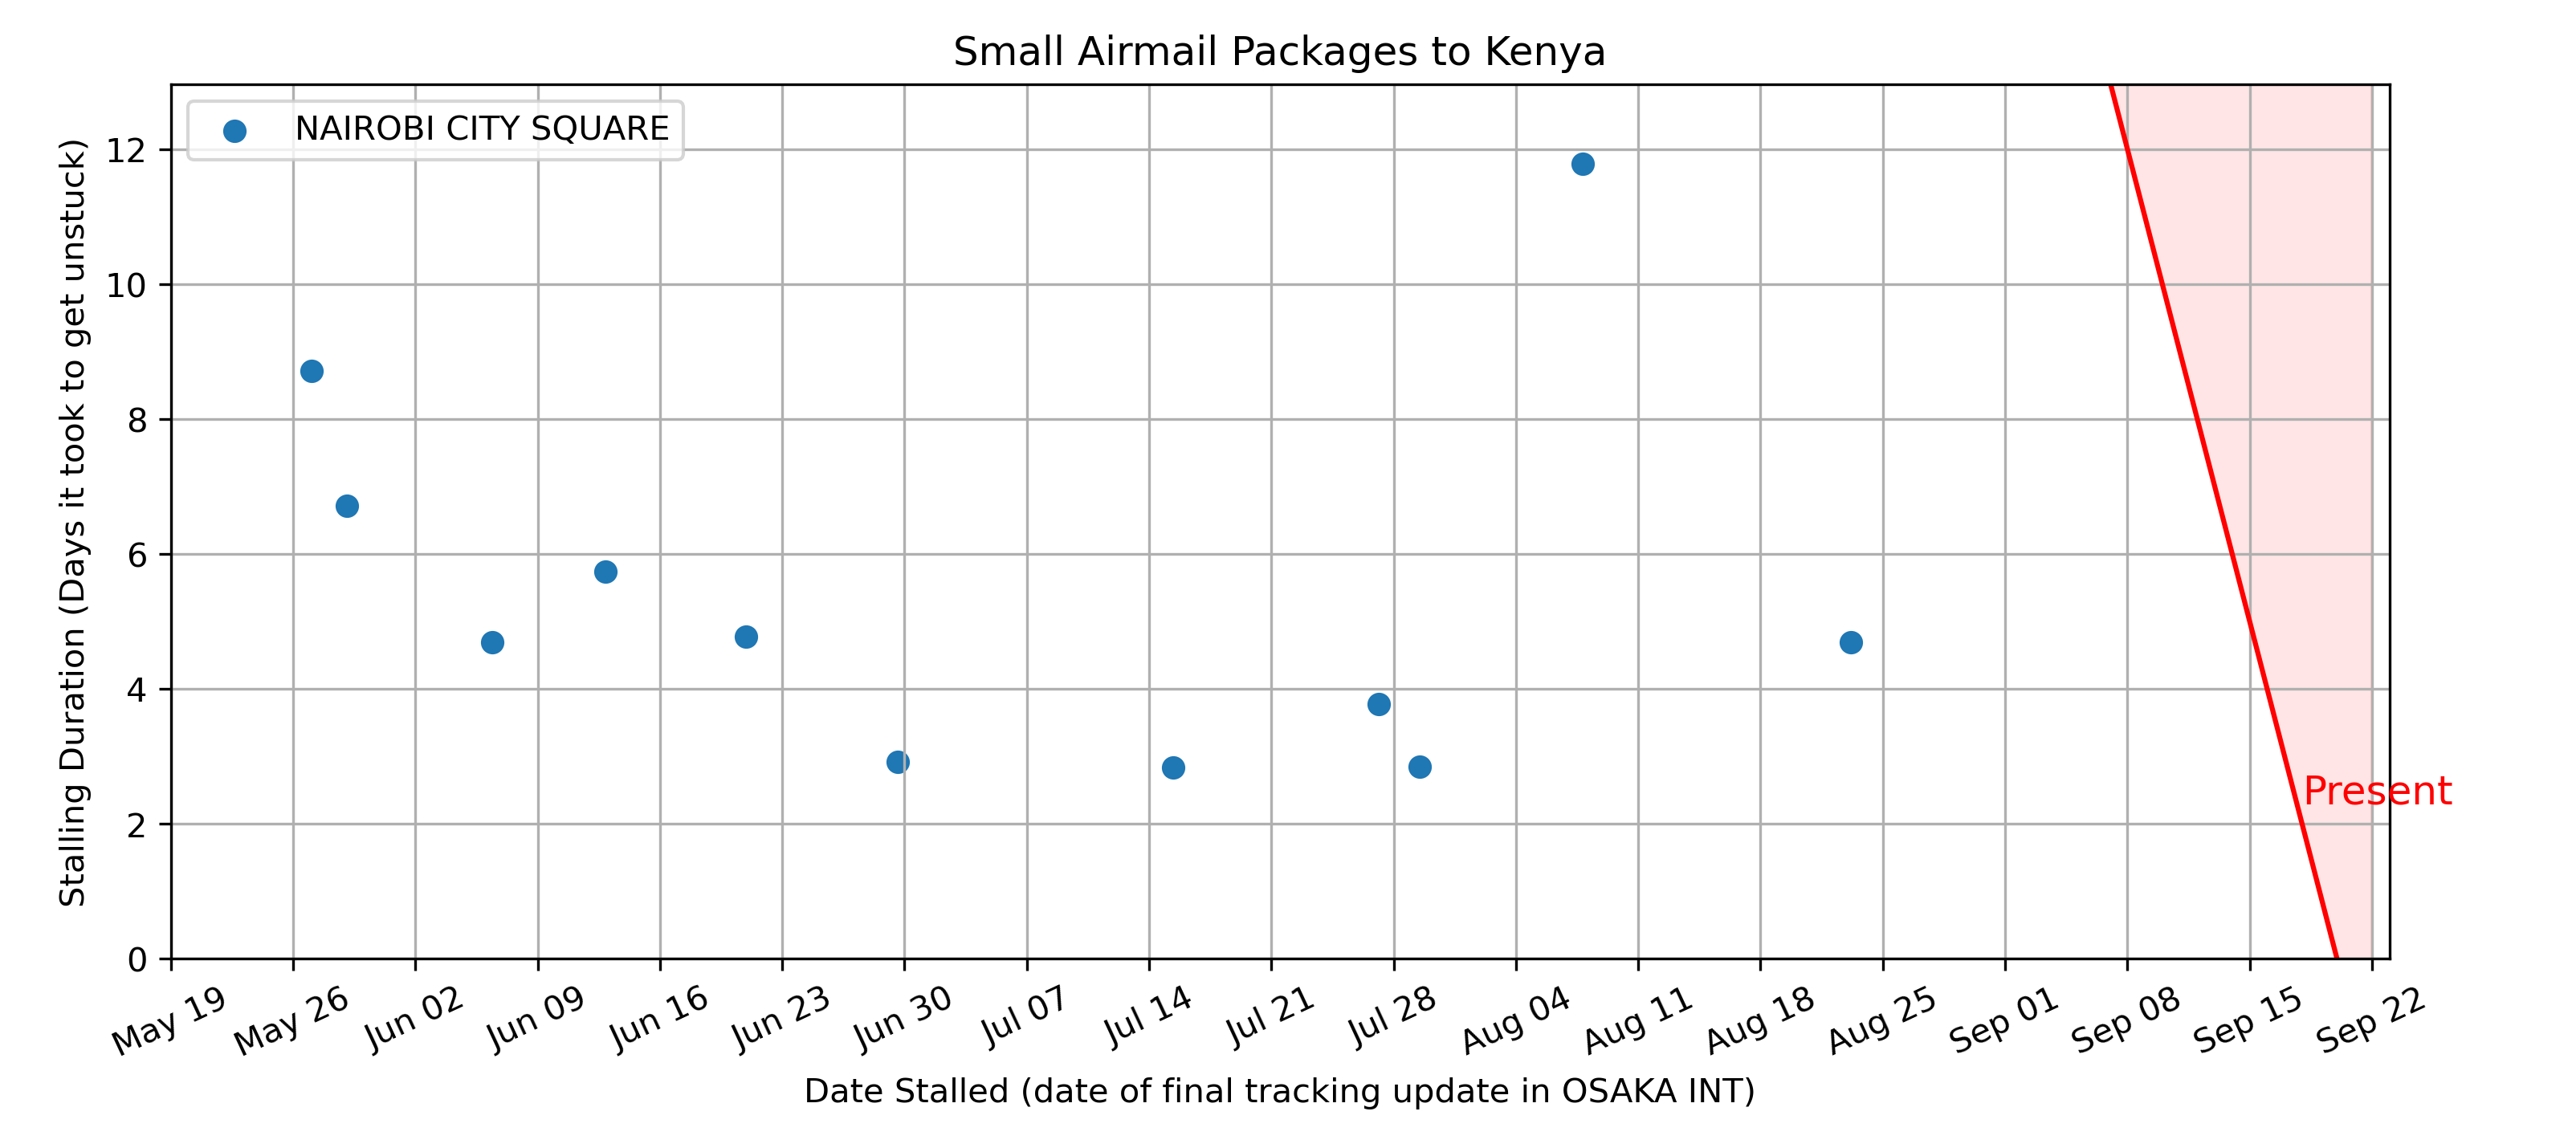 Small Airmail Packages to Kenya
NAIROBI CITY SQUARE
Stalling Duration (Days it took to get unstuck)
12
10
8
6
4
2
0
Present
May 19 May 26 Jun 02 Jun 09 Jun 16 Jun 23 Jun 30 Jul 07 Jul 14 Jul 21 Jul 28 Aug 04 Aug 11 Aug 18 Aug 25 Sep 01 Sep 08 Sep 15 Sep 22
Date Stalled (date of final tracking update in OSAKA INT)